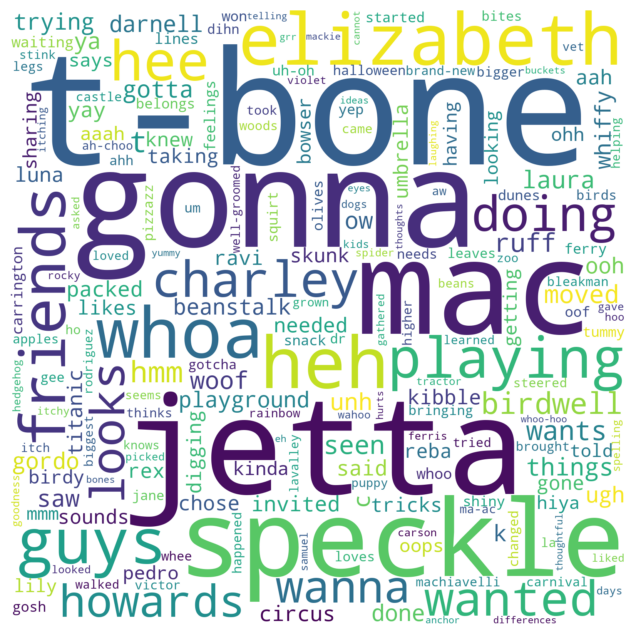 t-bone
gonna
jetta
mac
speckle
elizabeth
hee
heh
whoa
friends
guys
playing
doing
looks
charley
howards
wanna
wanted
trying
darnell
ya
says
waiting
stink
legs
castle
lines
won
telling
grr
mackie
dihn
started
bites
cannot
vet
uh-oh
halloween
brand-new
bigger
buckets
gotta
belongs
violet
took
yep
ideas
aah
yay
t
knew
feelings
woods
came
laughing
helping
sharing
aaah
ah-choo
taking
bowser
umbrella
having
looking
ohh
whiffy
luna
ahh
pizzazz
um
well-groomed
squirt
olives
eyes
dogs
kids
ow
aw
thoughts
laura
dunes
birds
loved
yummy
skunk
spider
needs
ruff
ferry
zoo
asked
carrington
rocky
ravi
packed
beanstalk
grown
gathered
higher
leaves
getting
beans
bleakman
ooh
moved
oof
gave
hoo
likes
needed
snack
dr
learned
tummy
apples
ho
gee
titanic
rodriguez
hmm
gotcha
woof
hedgehog
itchy
itch
seems
playground
unh
kibble
tractor
steered
birdwell
biggest
thinks
rainbow
wahoo
hurts
bringing
who-hoo
spelling
gordo
knows
picked
digging
eh
ferris
tried
seen
reba
brought
wants
told
birdy
rex
kinda
lavalley
whoo
said
things
goodness
saw
bones
jane
chose
invited
puppy
c
tricks
shiny
gone
hiya
ugh
mmm
sounds
happened
oops
ma-ac
k
changed
la
thoughtful
liked
lily
looked
whee
pedro
loves
samuel
carson
machiavelli
carnival
days
gosh
walked
victor
circus
done
anchor
differences
itching